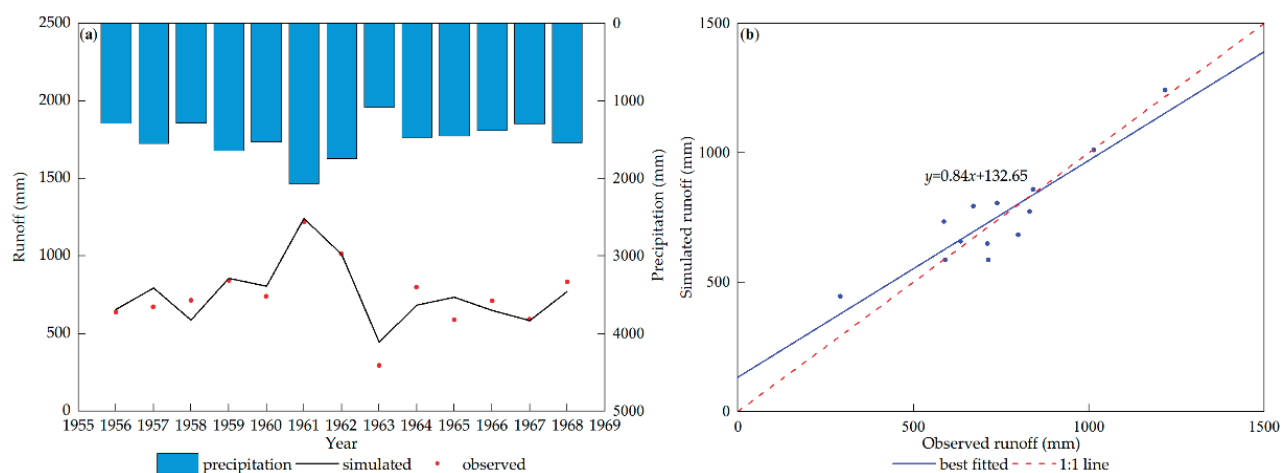 (a)
2500
2000
1500
1000
500
0
Runoff (mm)
0
1000
2000
3000
4000
5000
Precipitation (mm)
1955 1956 1957 1958 1959 1960 1961 1962 1963 1964 1965 1966 1967 1968 1969
Year
precipitation simulated observed
(b)
1500
1000
500
0
Simulated runoff (mm)
y=0.84x+132.65
0 500 1000 1500
Observed runoff (mm)
best fitted 1:1 line